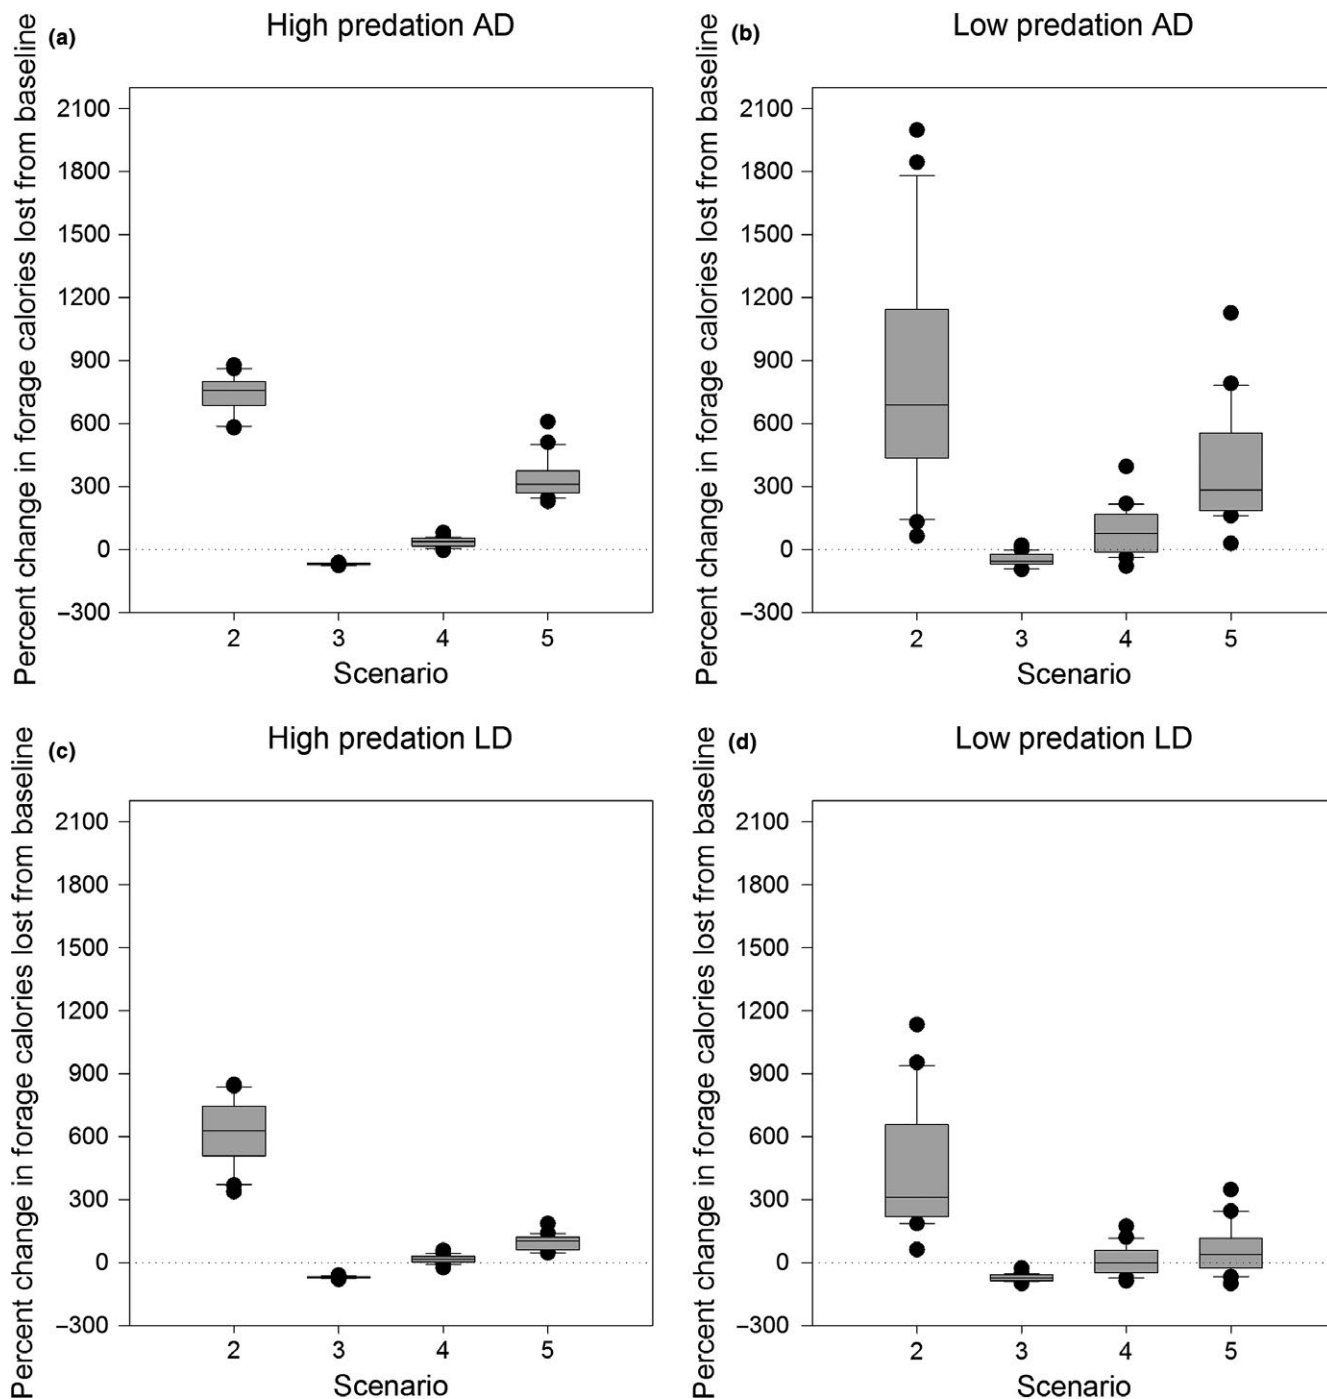 (a) High predation AD
Percent change in forage calories lost from baseline
2100
1800
1500
1200
900
600
300
0
−300
2 3 4 5
Scenario
(b) Low predation AD
Percent change in forage calories lost from baseline
2100
1800
1500
1200
900
600
300
0
−300
2 3 4 5
Scenario
(c) High predation LD
Percent change in forage calories lost from baseline
2100
1800
1500
1200
900
600
300
0
−300
2 3 4 5
Scenario
(d) Low predation LD
Percent change in forage calories lost from baseline
2100
1800
1500
1200
900
600
300
0
−300
2 3 4 5
Scenario